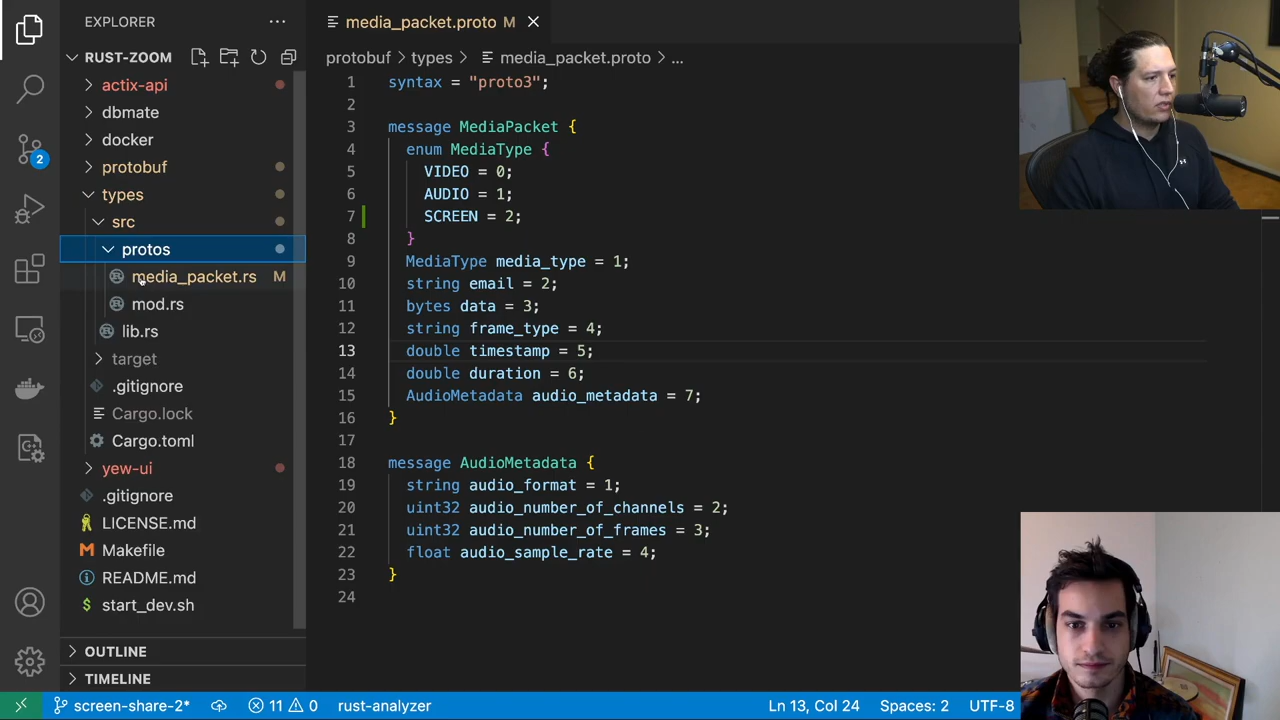 EXPLORER
RUST-ZOOM
actix-api
dbmate
docker
protobuf
types
src
protos
media_packet.rs M
mod.rs
lib.rs
target
.gitignore
Cargo.lock
Cargo.toml
yew-ui
.gitignore
LICENSE.md
Makefile
README.md
start_dev.sh
OUTLINE
TIMELINE
2
media_packet.proto M
protobuf > types > media_packet.proto > ...
1 syntax = "proto3";
2
3 message MediaPacket {
4 enum MediaType {
5 VIDEO = 0;
6 AUDIO = 1;
7 SCREEN = 2;
8 }
9 MediaType media_type = 1;
10 string email = 2;
11 bytes data = 3;
12 string frame_type = 4;
13 double timestamp = 5;
14 double duration = 6;
15 AudioMetadata audio_metadata = 7;
16 }
17
18 message AudioMetadata {
19 string audio_format = 1;
20 uint32 audio_number_of_channels = 2;
21 uint32 audio_number_of_frames = 3;
22 float audio_sample_rate = 4;
23 }
24
screen-share-2* 11 0 rust-analyzer Ln 13, Col 24 Spaces: 2 UTF-8